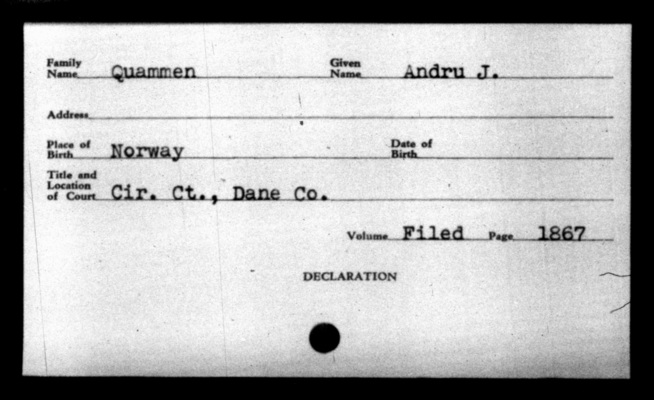 Family Name Quammen Given Name Andru J.
Address
Place of Birth Norway Date of Birth
Title and Location of Court Cir. Ct., Dane Co.
Volume Filed Page 1867
DECLARATION